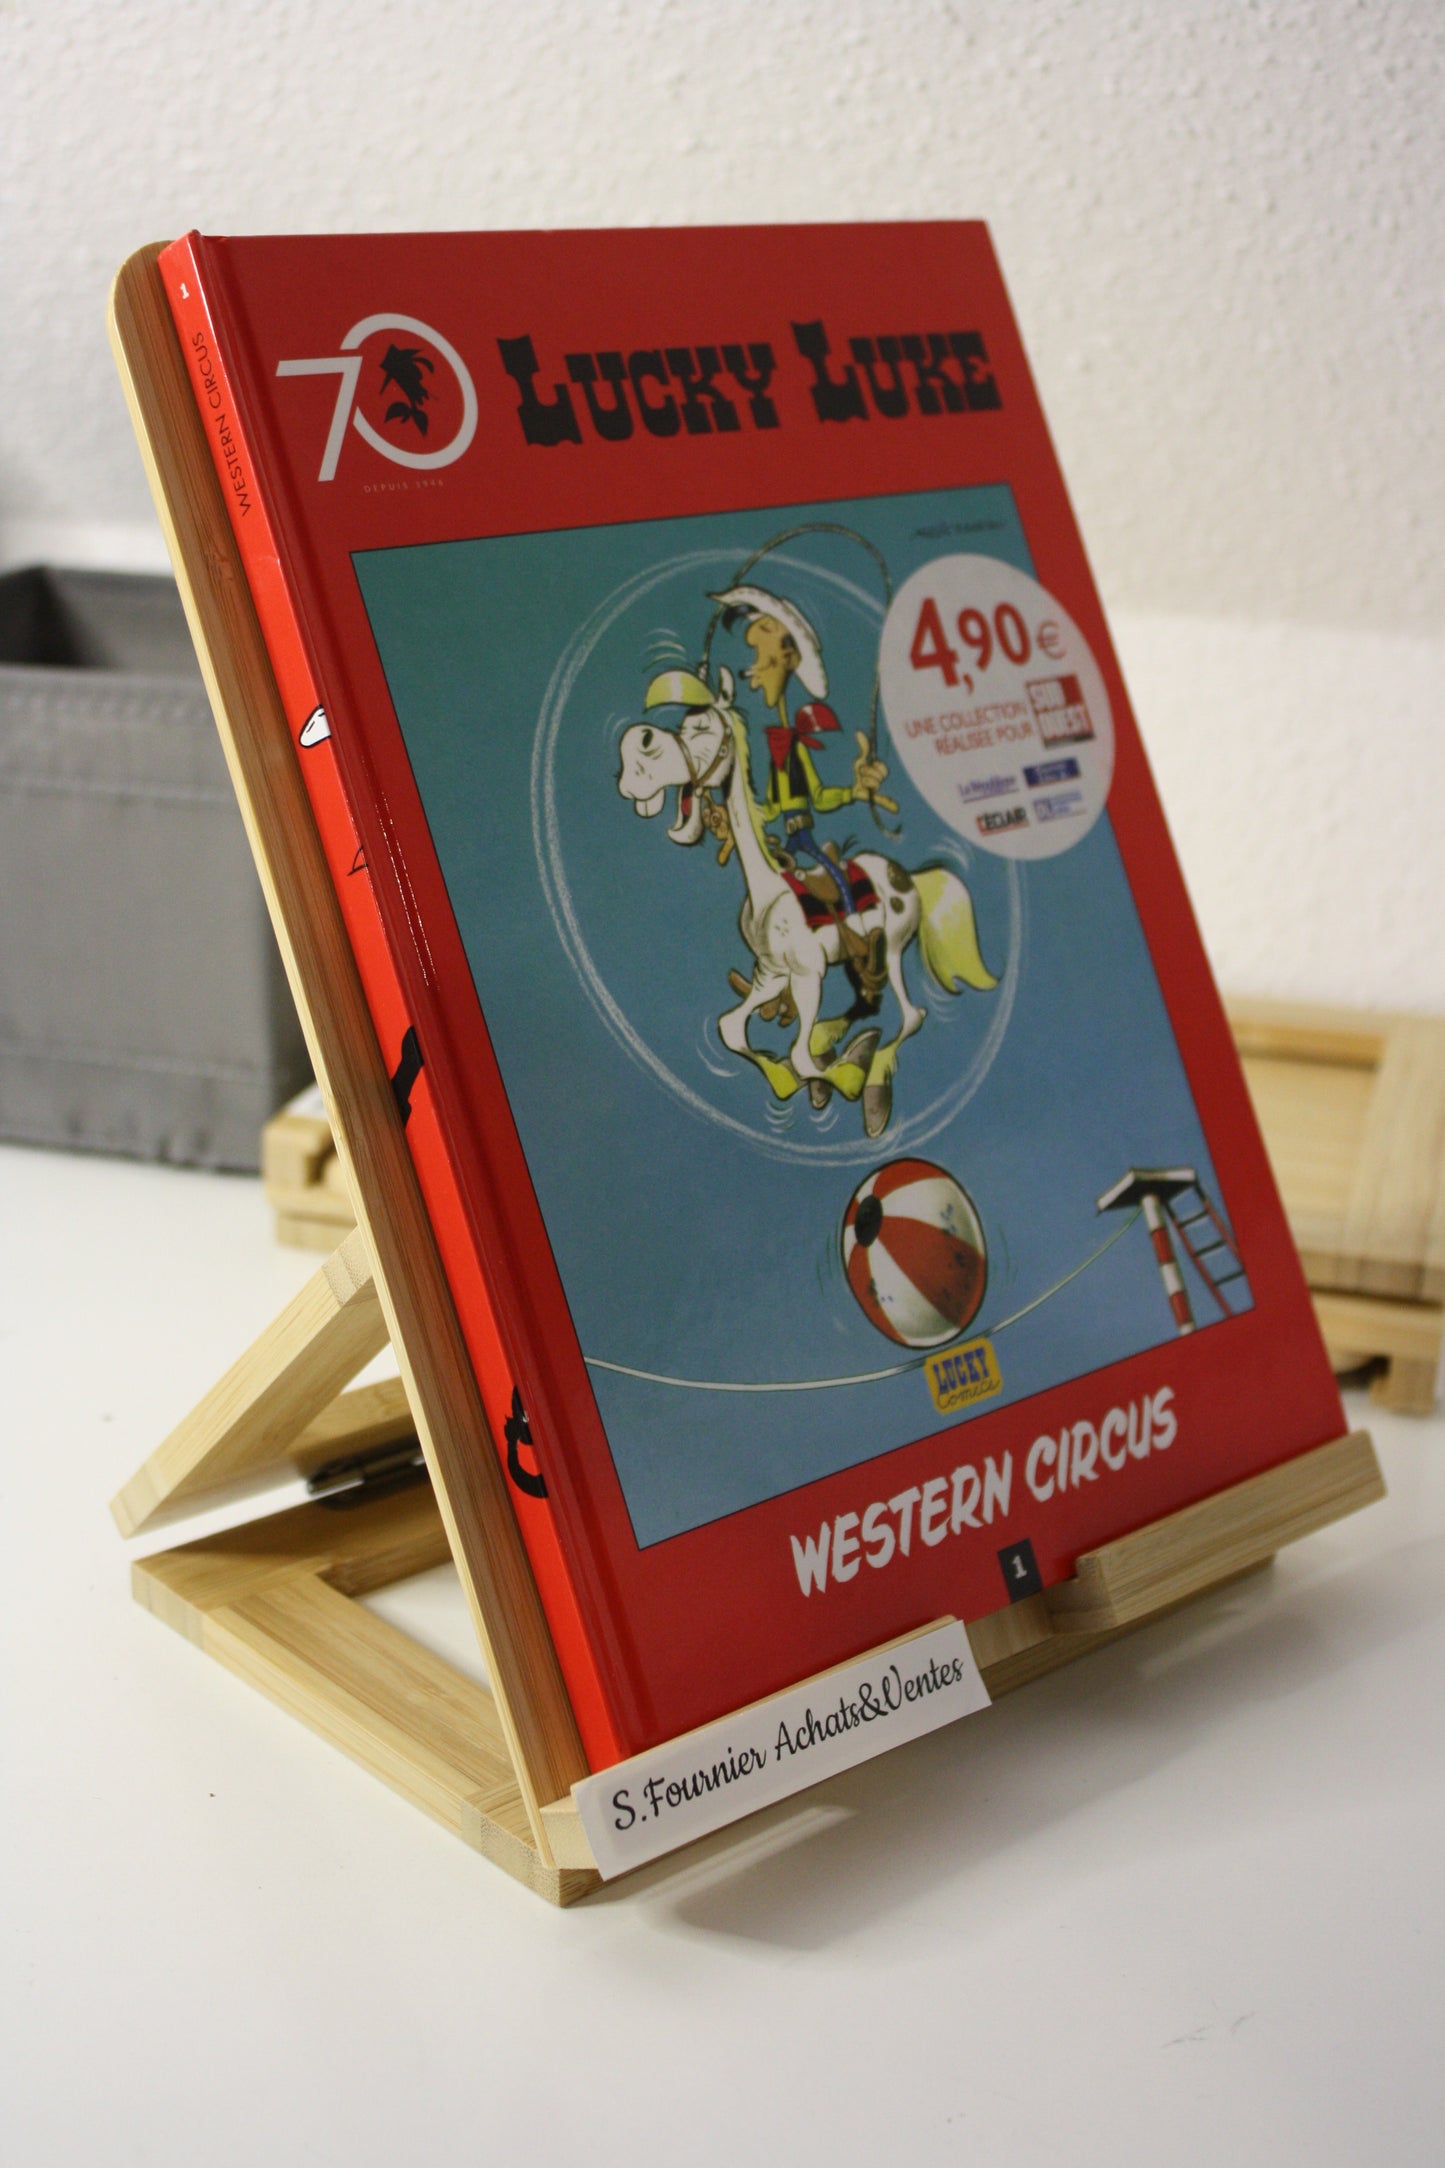 1
WESTERN CIRCUS
70
DEPUIS 1946
LUCKY LUKE
4,90€
UNE COLLECTION
RÉALISÉE POUR
SUD
OUEST
L'ÉCLAIR
LUCKY
Comics
WESTERN CIRCUS
1
S.Fournier Achats&Ventes